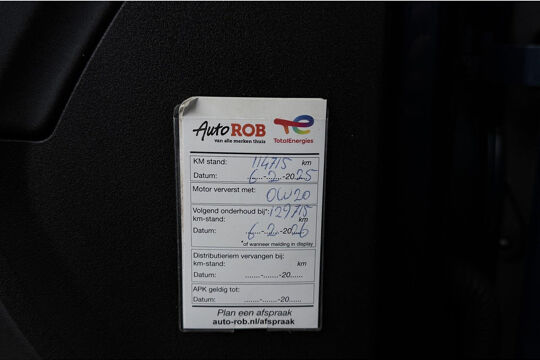 Auto ROB
van alle merken thuis
TotalEnergies
KM stand: 114715 km
Datum: 6-2-2025
Motor ververst met: 0W20
Volgend onderhoud bij*: 129715
km-stand: km
Datum: 6-2-2026
*of wanneer melding in display
Distributieriem vervangen bij:
km-stand: km
Datum: .......-.......-20......
APK geldig tot:
Datum: .......-.......-20......
Plan een afspraak
auto-rob.nl/afspraak